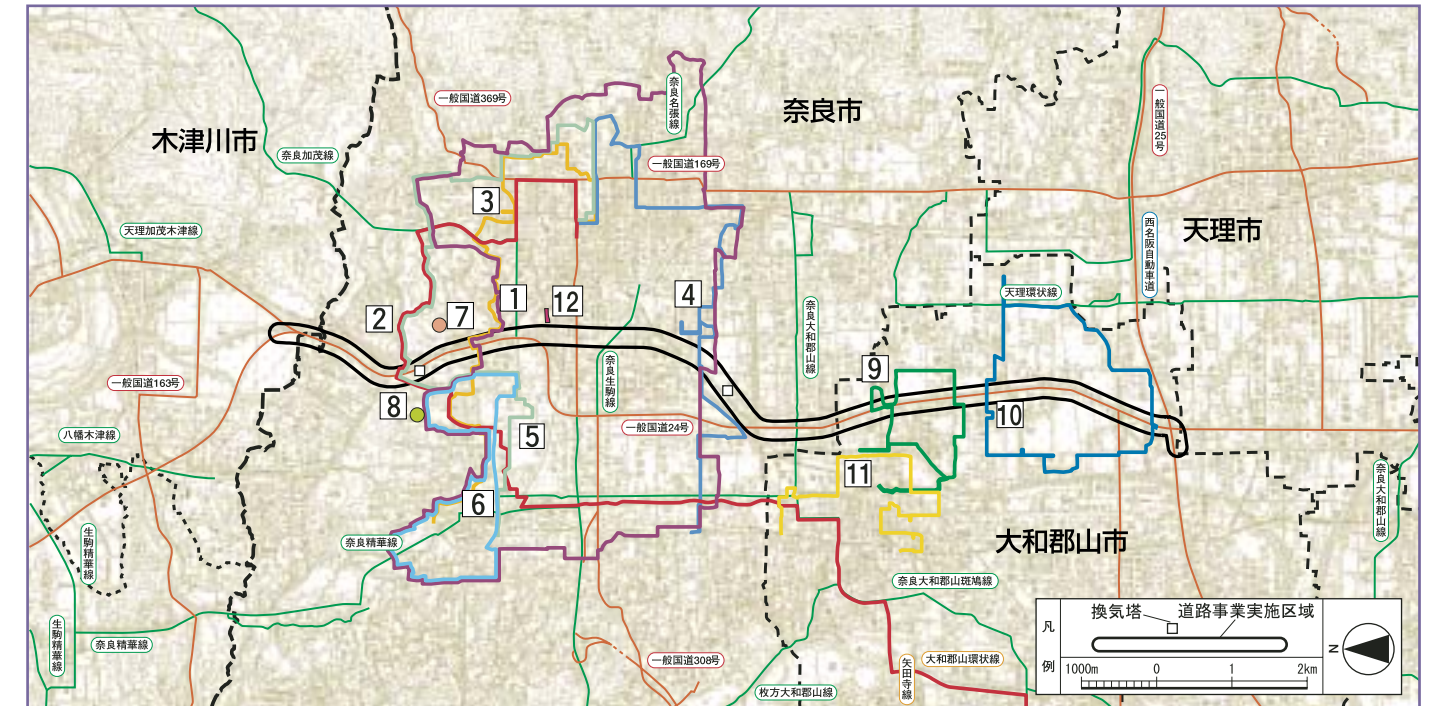 木津川市
奈良市
天理市
大和郡山市
一般国道369号
奈良名張線
一般国道25号
奈良加茂線
一般国道169号
天理加茂木津線
西名阪自動車道
天理環状線
奈良大和郡山線
奈良生駒線
一般国道163号
八幡木津線
一般国道24号
奈良大和郡山線
生駒精華線
奈良精華線
生駒精華線
奈良精華線
奈良大和郡山斑鳩線
一般国道308号
矢田寺線
大和郡山環状線
枚方大和郡山線
1
2
3
4
5
6
7
8
9
10
11
12
凡例
換気塔
道路事業実施区域
1000m 0 1 2km
N